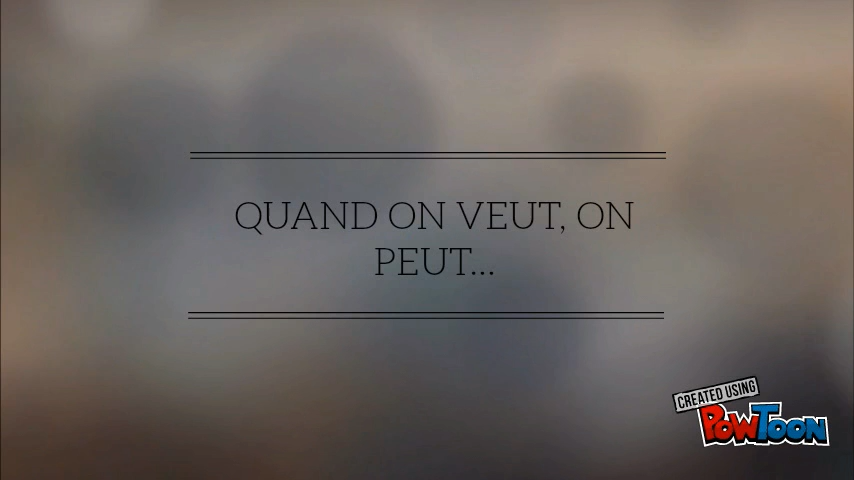 QUAND ON VEUT, ON
PEUT...
CREATED USING
POWTOON